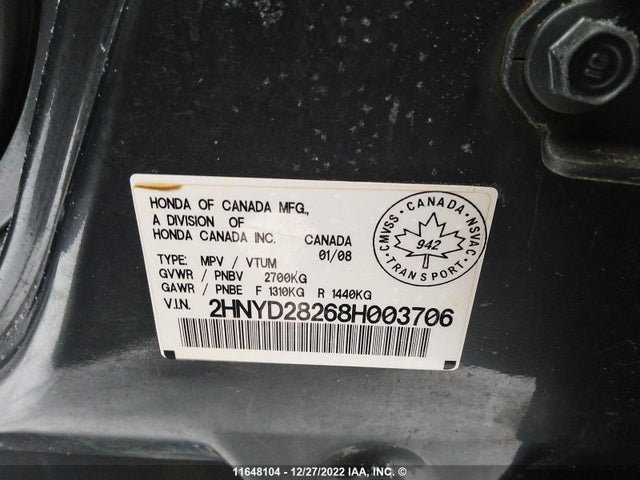 HONDA OF CANADA MFG.,
A DIVISION OF
HONDA CANADA INC. CANADA
01/08
TYPE: MPV / VTUM
GVWR / PNBV 2700KG
GAWR / PNBE F 1310KG R 1440KG
V.I.N. 2HNYD28268H003706
CMVSS · CANADA · NSVAC
942
TRANSPORT
11648104 - 12/27/2022 IAA, Inc.